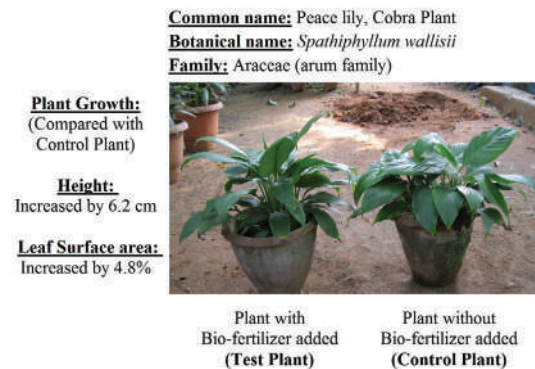 Common name: Peace lily, Cobra Plant
Botanical name: Spathiphyllum wallisii
Family: Araceae (arum family)
Plant Growth:
(Compared with
Control Plant)
Height:
Increased by 6.2 cm
Leaf Surface area:
Increased by 4.8%
Plant with
Bio-fertilizer added
(Test Plant)
Plant without
Bio-fertilizer added
(Control Plant)